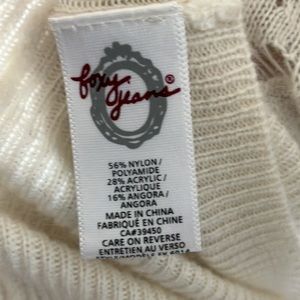 foxy
jeans®
56% NYLON /
POLYAMIDE
28% ACRYLIC /
ACRYLIQUE
16% ANGORA /
ANGORA
MADE IN CHINA
FABRIQUÉ EN CHINE
CA#39450
CARE ON REVERSE
ENTRETIEN AU VERSO